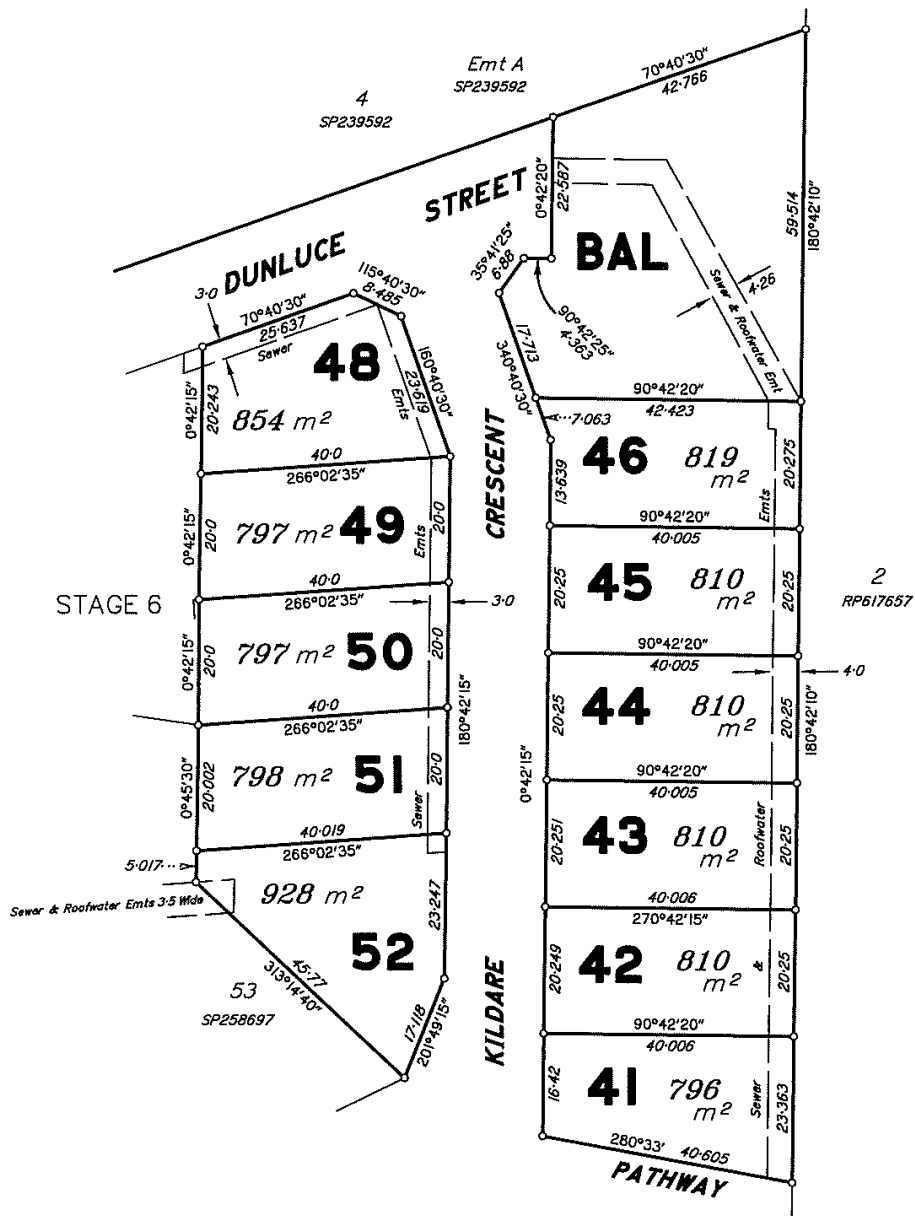 70°40'30"
42·766
Emt A
SP239592
4
SP239592
DUNLUCE STREET
0°42'20"
22·587
59·514
180°42'10"
BAL
35°41'25"
6·88
90°42'25"
4·363
Sewer & Roofwater Emt
4·26
115°40'30"
8·485
3·0
70°40'30"
25·637
Sewer
48
854 m²
0°42'15"
20·243
160°40'30"
23·619
Emts
17·713
340°40'30"
90°42'20"
42·423
7·063
40·0
266°02'35"
46
819 m²
13·639
20·275
Emts
CRESCENT
0°42'15"
20·0
797 m²
49
Emts
20·0
90°42'20"
40·005
40·0
266°02'35"
45
810 m²
20·25
20·25
2
RP617657
STAGE 6
3·0
0°42'15"
20·0
797 m²
50
90°42'20"
40·005
4·0
40·0
266°02'35"
180°42'15"
44
810 m²
20·25
20·25
180°42'10"
0°45'30"
20·002
798 m²
51
20·0
Sewer
0°42'15"
90°42'20"
40·005
40·019
266°02'35"
43
810 m²
20·251
20·25
Roofwater
5·017
Sewer & Roofwater Emts 3·5 Wide
928 m²
52
23·247
40·006
270°42'15"
42
810 m²
20·249
20·25
&
45·77
313°14'40"
53
SP258697
17·118
201°49'15"
KILDARE
90°42'20"
40·006
41
796 m²
16·42
23·363
Sewer
280°33'
40·605
PATHWAY